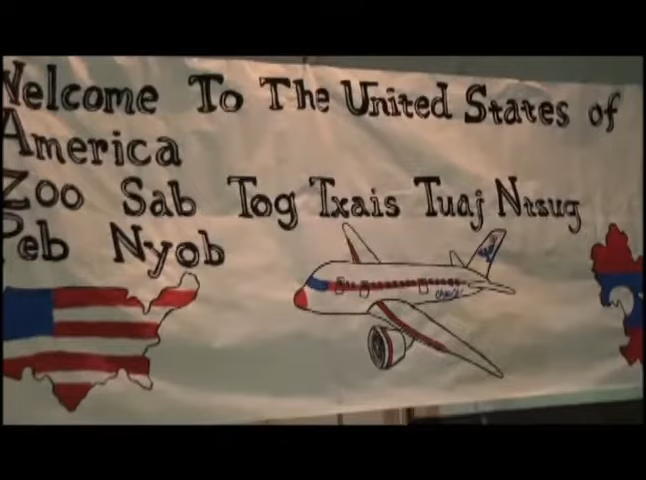 Welcome To The United States of
America
Zoo Sab Tog Txais Tuaj Ntsug
Peb Nyob